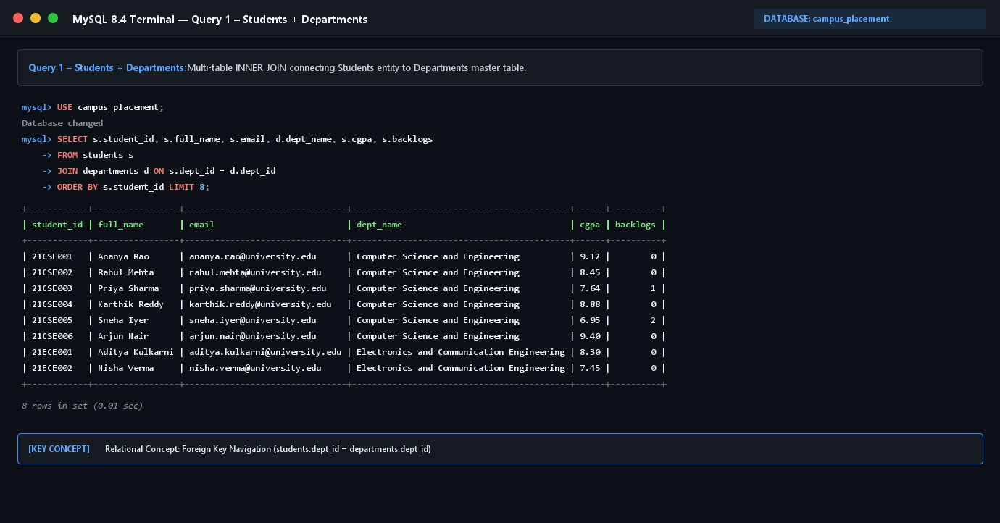 MySQL 8.4 Terminal — Query 1 – Students + Departments
DATABASE: campus_placement
Query 1 – Students + Departments:Multi-table INNER JOIN connecting Students entity to Departments master table.
mysql> USE campus_placement;
Database changed
mysql> SELECT s.student_id, s.full_name, s.email, d.dept_name, s.cgpa, s.backlogs
    -> FROM students s
    -> JOIN departments d ON s.dept_id = d.dept_id
    -> ORDER BY s.student_id LIMIT 8;
+------------+----------------+--------------------------------+-------------------------------------------+------+----------+
| student_id | full_name      | email                          | dept_name                                 | cgpa | backlogs |
+------------+----------------+--------------------------------+-------------------------------------------+------+----------+
| 21CSE001   | Ananya Rao     | ananya.rao@university.edu      | Computer Science and Engineering          | 9.12 |        0 |
| 21CSE002   | Rahul Mehta    | rahul.mehta@university.edu     | Computer Science and Engineering          | 8.45 |        0 |
| 21CSE003   | Priya Sharma   | priya.sharma@university.edu    | Computer Science and Engineering          | 7.64 |        1 |
| 21CSE004   | Karthik Reddy  | karthik.reddy@university.edu   | Computer Science and Engineering          | 8.88 |        0 |
| 21CSE005   | Sneha Iyer     | sneha.iyer@university.edu      | Computer Science and Engineering          | 6.95 |        2 |
| 21CSE006   | Arjun Nair     | arjun.nair@university.edu      | Computer Science and Engineering          | 9.40 |        0 |
| 21ECE001   | Aditya Kulkarni | aditya.kulkarni@university.edu | Electronics and Communication Engineering | 8.30 |        0 |
| 21ECE002   | Nisha Verma    | nisha.verma@university.edu     | Electronics and Communication Engineering | 7.45 |        0 |
+------------+----------------+--------------------------------+-------------------------------------------+------+----------+
8 rows in set (0.01 sec)
[KEY CONCEPT] Relational Concept: Foreign Key Navigation (students.dept_id = departments.dept_id)